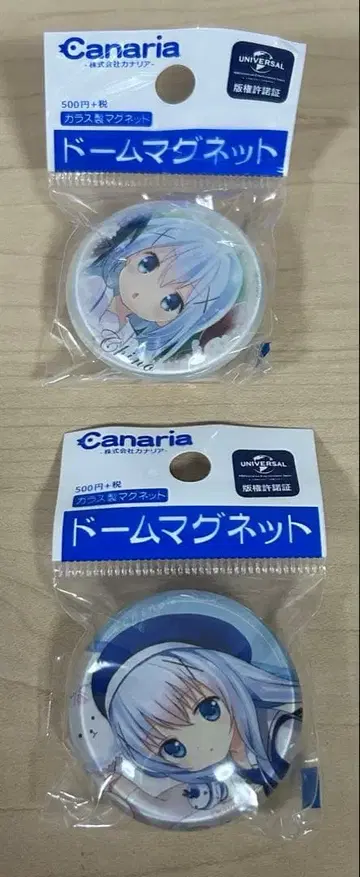 Canaria
-株式会社カナリア-
UNIVERSAL
版権許諾証
500円+税
ガラス製マグネット
ドームマグネット
Chino
Canaria
-株式会社カナリア-
UNIVERSAL
版権許諾証
500円+税
ガラス製マグネット
ドームマグネット